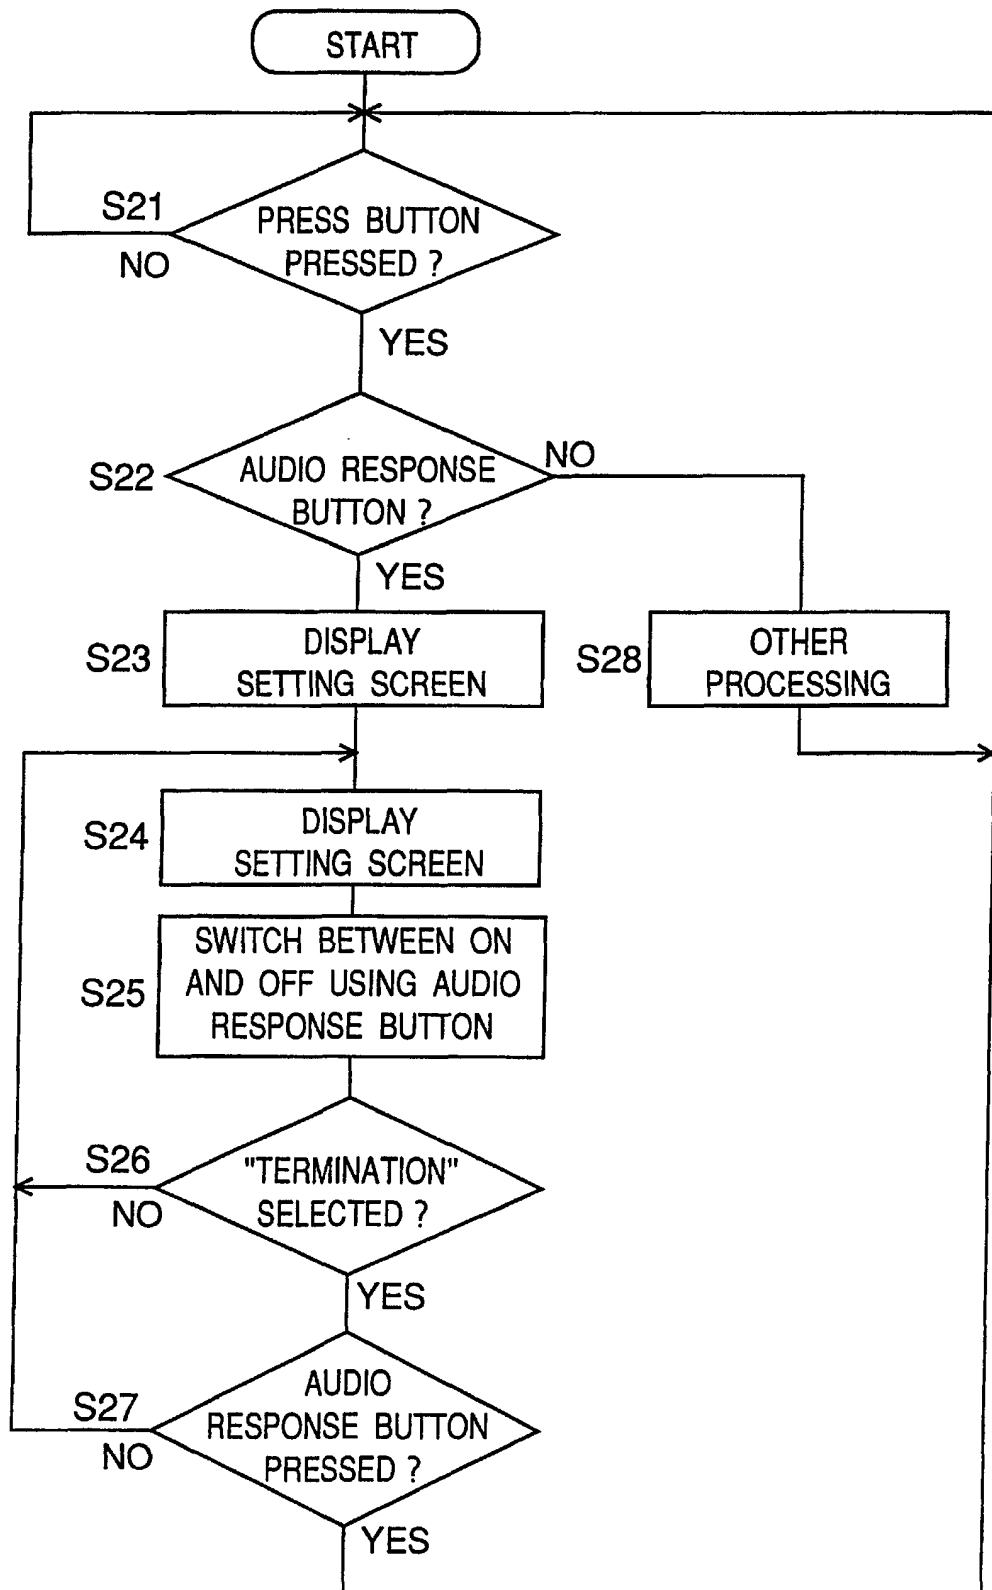 START
S21
PRESS BUTTON
PRESSED ?
NO
YES
S22
AUDIO RESPONSE
BUTTON ?
NO
YES
S23
DISPLAY
SETTING SCREEN
S28
OTHER
PROCESSING
S24
DISPLAY
SETTING SCREEN
S25
SWITCH BETWEEN ON
AND OFF USING AUDIO
RESPONSE BUTTON
S26
"TERMINATION"
SELECTED ?
NO
YES
S27
AUDIO
RESPONSE BUTTON
PRESSED ?
NO
YES